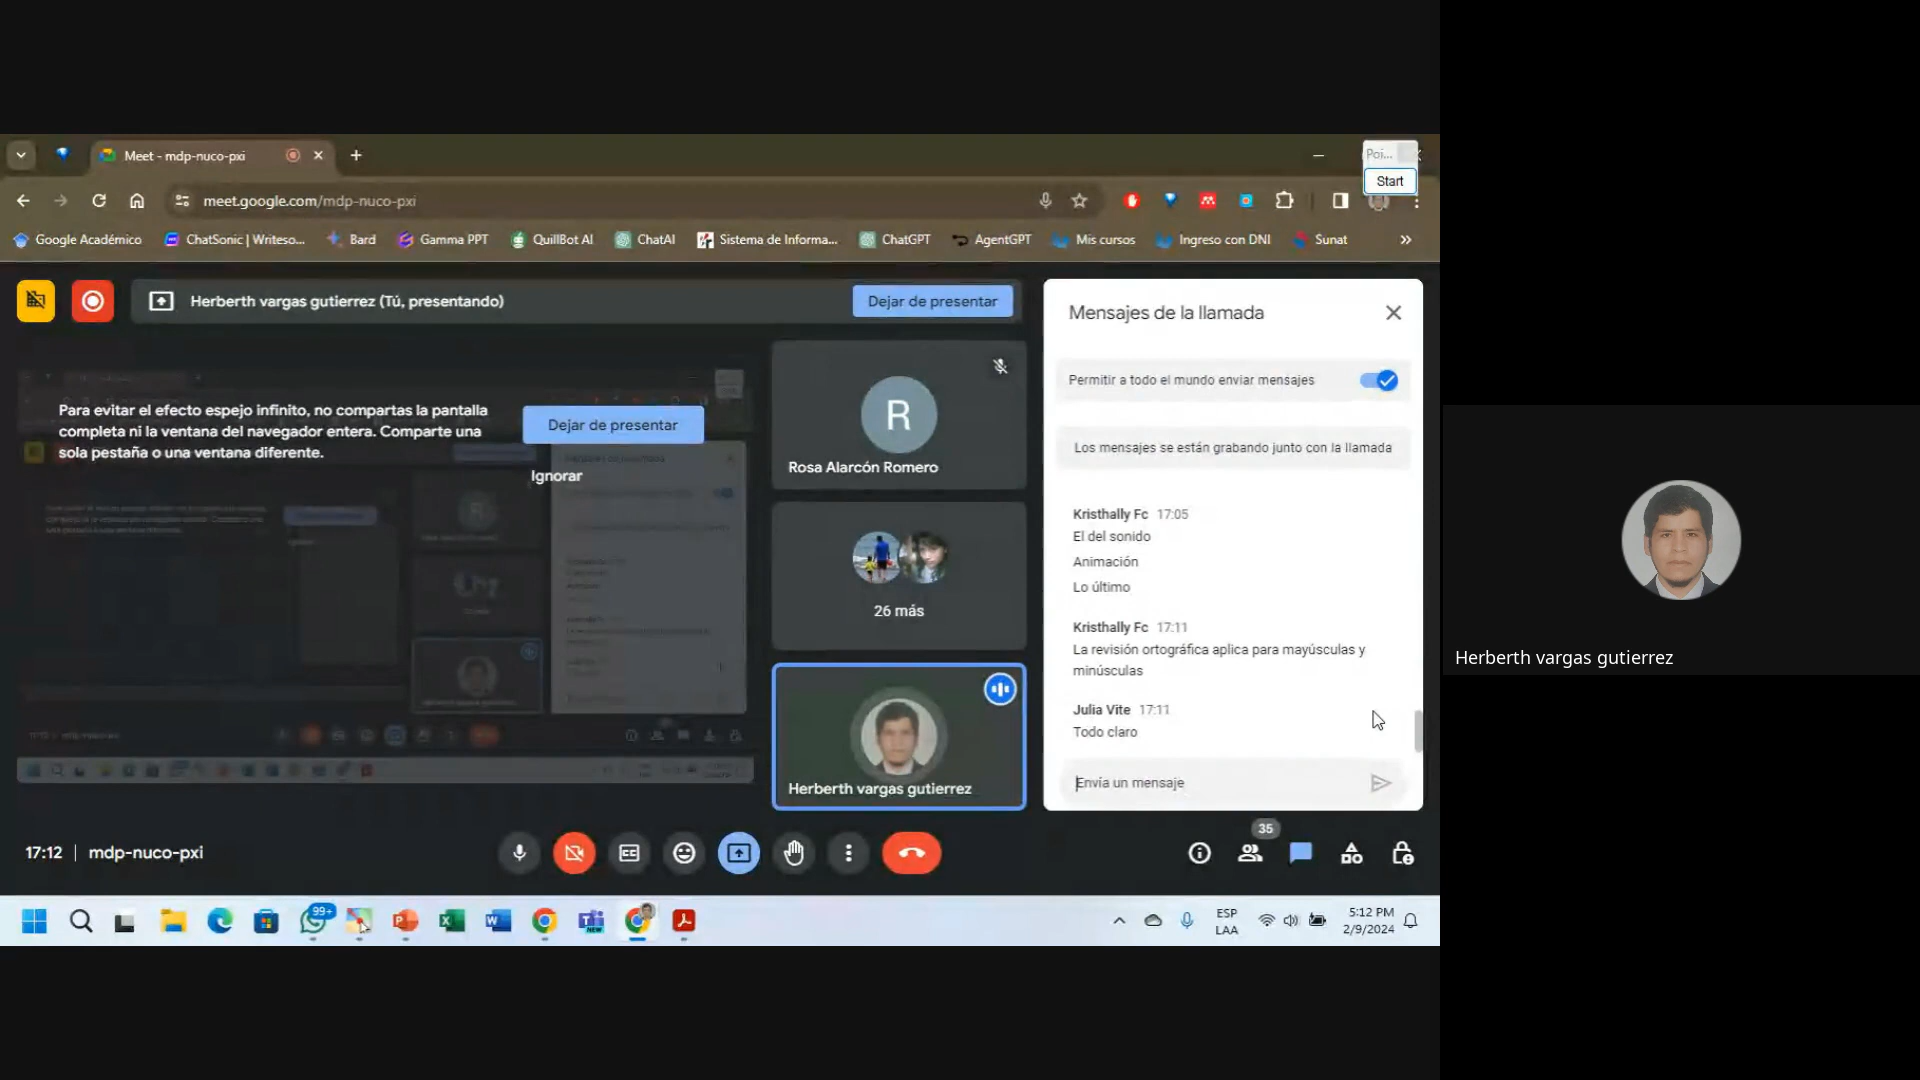 Meet - mdp-nuco-pxi
Poi...
Start
meet.google.com/mdp-nuco-pxi
Google Académico
ChatSonic | Writeso...
Bard
Gamma PPT
QuillBot AI
ChatAI
Sistema de Informa...
ChatGPT
AgentGPT
Mis cursos
Ingreso con DNI
Sunat
Herberth vargas gutierrez (Tú, presentando)
Dejar de presentar
Para evitar el efecto espejo infinito, no compartas la pantalla
completa ni la ventana del navegador entera. Comparte una
sola pestaña o una ventana diferente.
Dejar de presentar
Ignorar
R
Rosa Alarcón Romero
26 más
Herberth vargas gutierrez
Mensajes de la llamada
Permitir a todo el mundo enviar mensajes
Los mensajes se están grabando junto con la llamada
Kristhally Fc 17:05
El del sonido
Animación
Lo último
Kristhally Fc 17:11
La revisión ortográfica aplica para mayúsculas y
minúsculas
Julia Vite 17:11
Todo claro
Envía un mensaje
17:12 | mdp-nuco-pxi
35
99+
NEW
ESP
LAA
5:12 PM
2/9/2024
Herberth vargas gutierrez